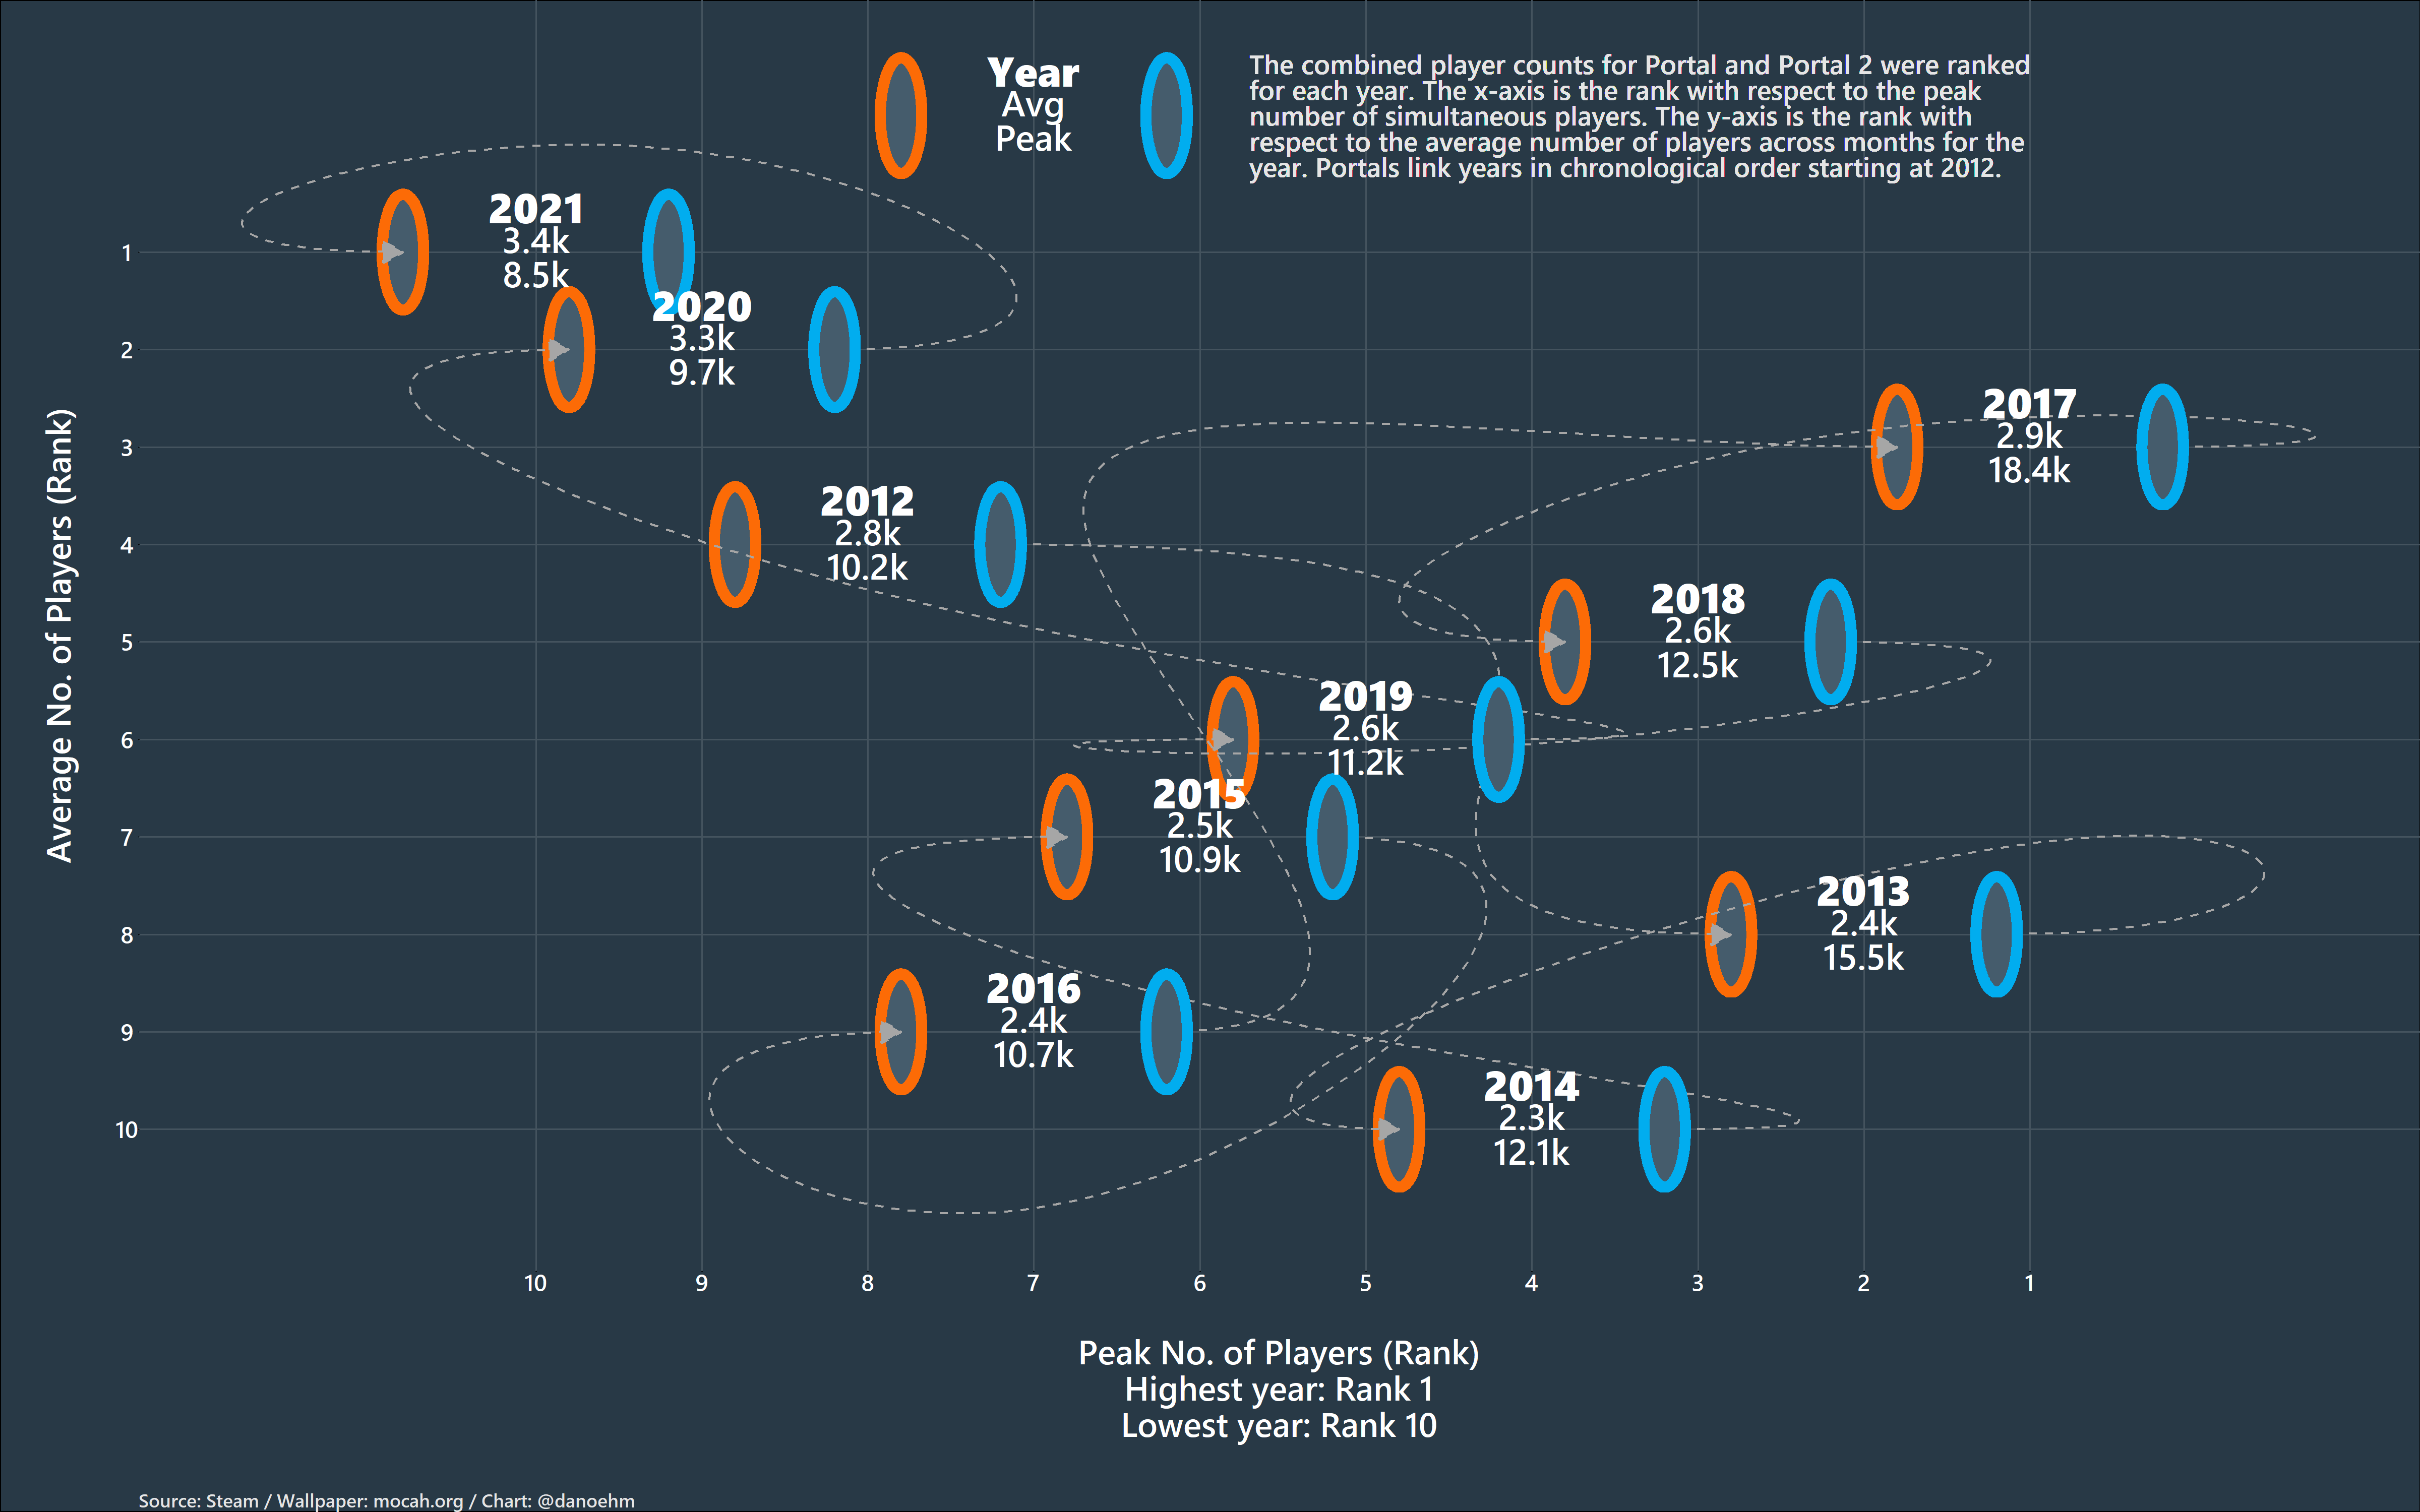 Year
Avg
Peak
The combined player counts for Portal and Portal 2 were ranked
for each year. The x-axis is the rank with respect to the peak
number of simultaneous players. The y-axis is the rank with
respect to the average number of players across months for the
year. Portals link years in chronological order starting at 2012.
2021
3.4k
8.5k
2020
3.3k
9.7k
2017
2.9k
18.4k
2012
2.8k
10.2k
2018
2.6k
12.5k
2019
2.6k
11.2k
2015
2.5k
10.9k
2013
2.4k
15.5k
2016
2.4k
10.7k
2014
2.3k
12.1k
Average No. of Players (Rank)
1
2
3
4
5
6
7
8
9
10
10 9 8 7 6 5 4 3 2 1
Peak No. of Players (Rank)
Highest year: Rank 1
Lowest year: Rank 10
Source: Steam / Wallpaper: mocah.org / Chart: @danoehm